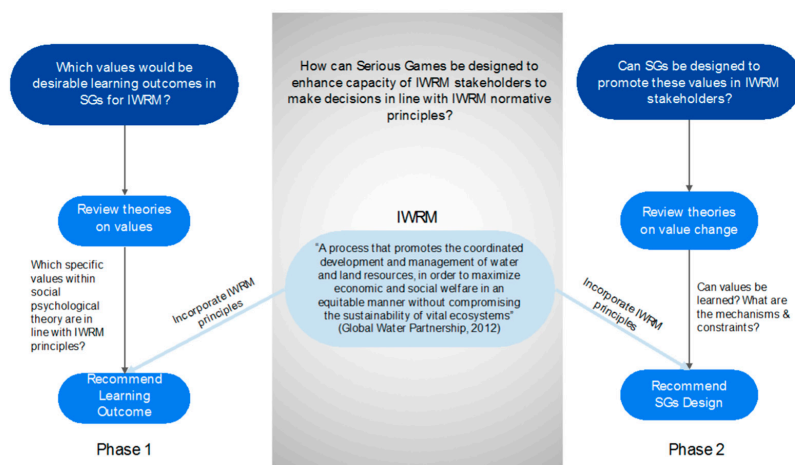 Which values would be
desirable learning outcomes in
SGs for IWRM?
Review theories
on values
Which specific
values within
social
psychological
theory are in
line with IWRM
principles?
Recommend
Learning
Outcome
Phase 1
How can Serious Games be designed to
enhance capacity of IWRM stakeholders to
make decisions in line with IWRM normative
principles?
IWRM
"A process that promotes the coordinated
development and management of water
and land resources, in order to maximize
economic and social welfare in an
equitable manner without compromising
the sustainability of vital ecosystems"
(Global Water Partnership, 2012)
Incorporate IWRM
principles
Incorporate IWRM
principles
Can SGs be designed to
promote these values in IWRM
stakeholders?
Review theories
on value change
Can values be
learned? What are
the mechanisms &
constraints?
Recommend
SGs Design
Phase 2